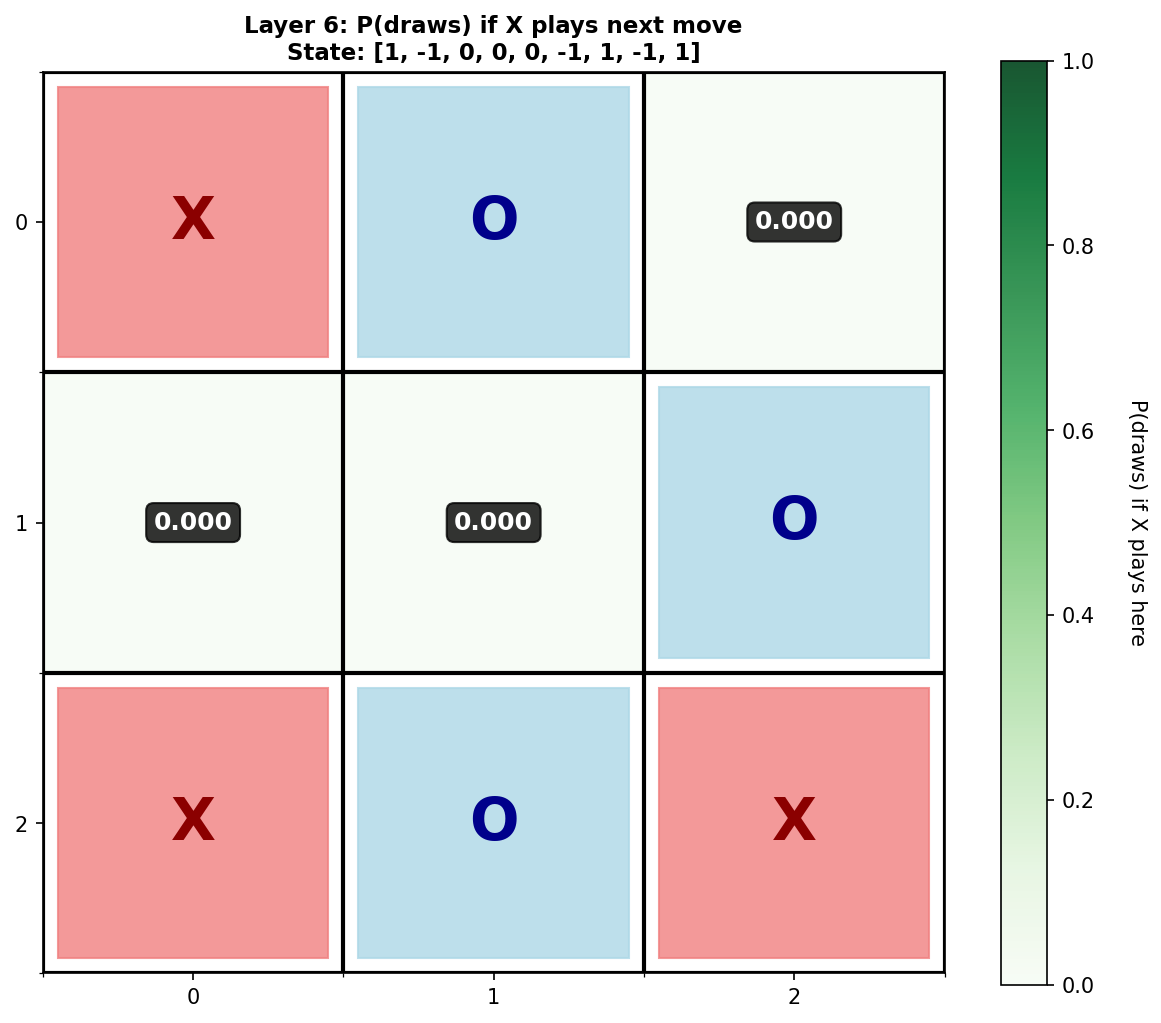 Layer 6: P(draws) if X plays next move
State: [1, -1, 0, 0, 0, -1, 1, -1, 1]
X
O
0.000
0.000
0.000
O
X
O
X
0
1
2
0
1
2
1.0
0.8
0.6
0.4
0.2
0.0
P(draws) if X plays here